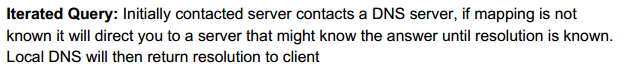 Iterated Query: Initially contacted server contacts a DNS server, if mapping is not
known it will direct you to a server that might know the answer until resolution is known.
Local DNS will then return resolution to client